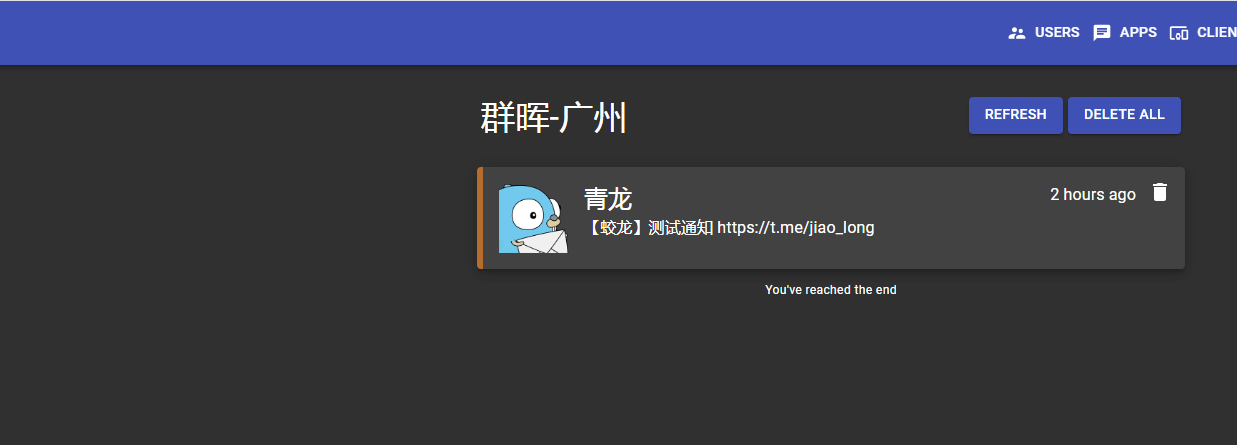 USERS APPS CLIEN
群晖-广州
REFRESH DELETE ALL
青龙
2 hours ago
【蛟龙】测试通知 https://t.me/jiao_long
You've reached the end